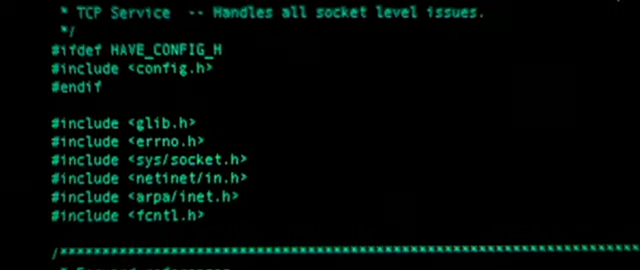 * TCP Service -- Handles all socket level issues.
*/
#ifdef HAVE_CONFIG_H
#include <config.h>
#endif
#include <glib.h>
#include <errno.h>
#include <sys/socket.h>
#include <netinet/in.h>
#include <arpa/inet.h>
#include <fcntl.h>